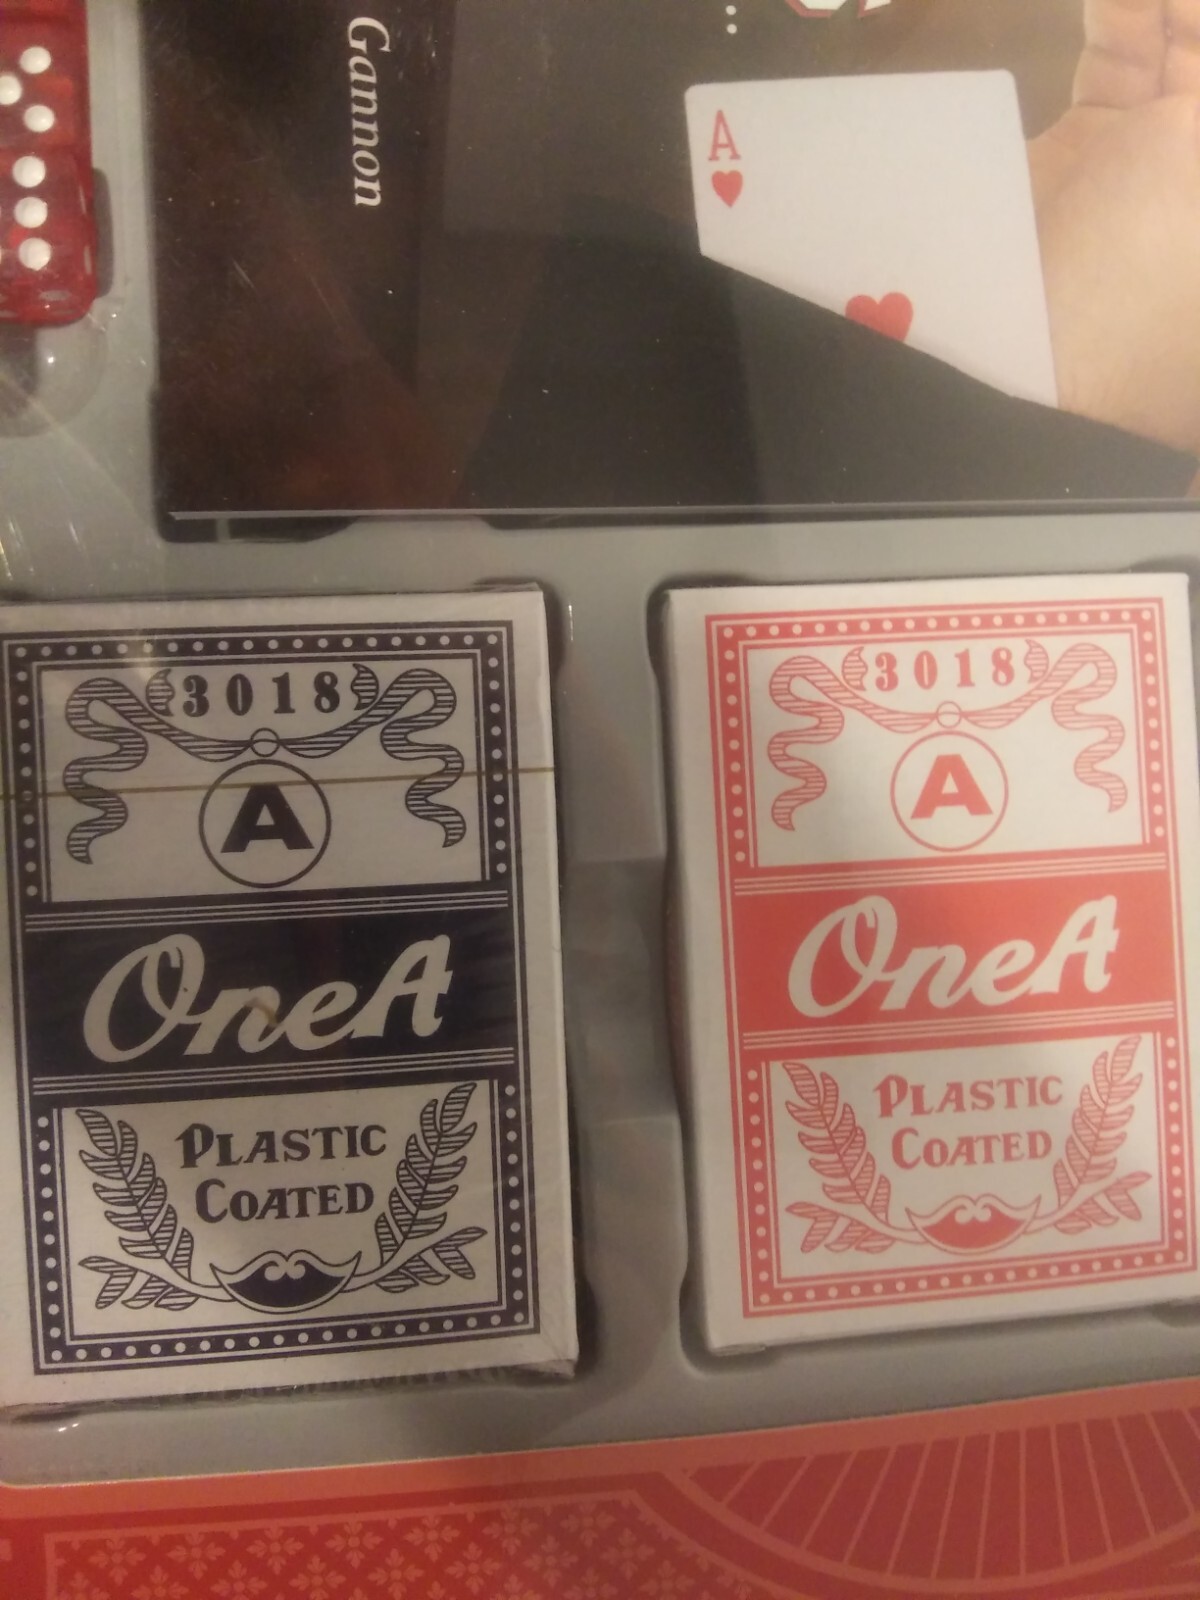 Gannon
A
3018
A
OneA
PLASTIC
COATED
3018
A
OneA
PLASTIC
COATED